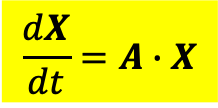 d𝑿/dt = 𝑨 · 𝑿